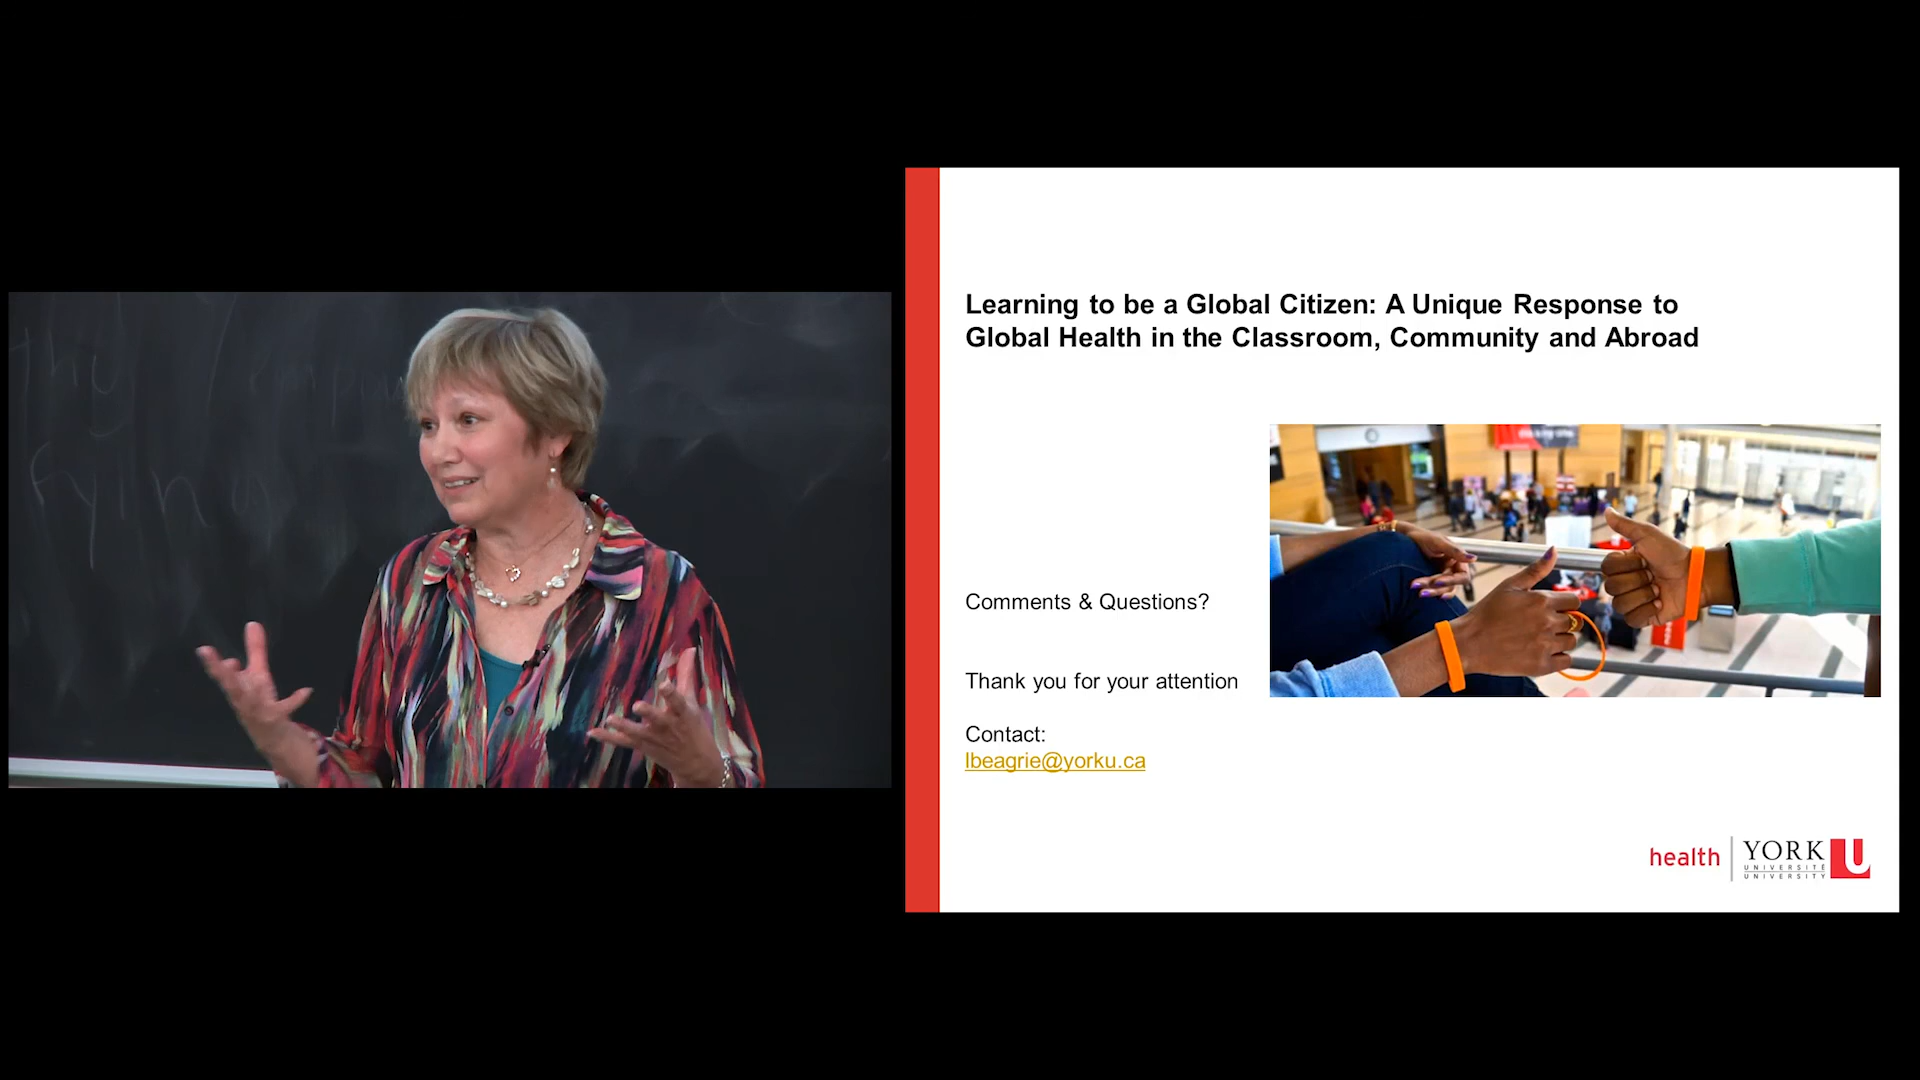 Learning to be a Global Citizen: A Unique Response to
Global Health in the Classroom, Community and Abroad
Comments & Questions?
Thank you for your attention
Contact:
lbeagrie@yorku.ca
health
YORK U
UNIVERSITÉ
UNIVERSITY